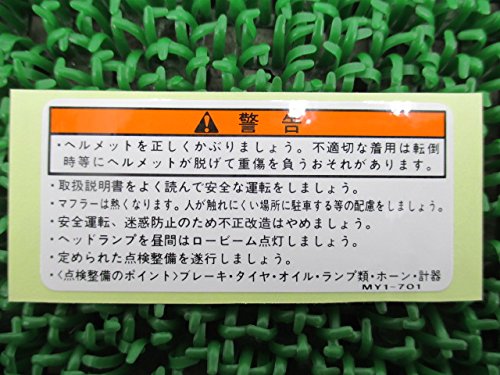 警告
・ヘルメットを正しくかぶりましょう。不適切な着用は転倒
時等にヘルメットが脱げて重傷を負うおそれがあります。
・取扱説明書をよく読んで安全な運転をしましょう。
・マフラーは熱くなります。人が触れにくい場所に駐車する等の配慮をしましょう。
・安全運転、迷惑防止のため不正改造はやめましょう。
・ヘッドランプを昼間はロービーム点灯しましょう。
・定められた点検整備を遂行しましょう。
・〈点検整備のポイント〉ブレーキ・タイヤ・オイル・ランプ類・ホーン・計器
MY1-701